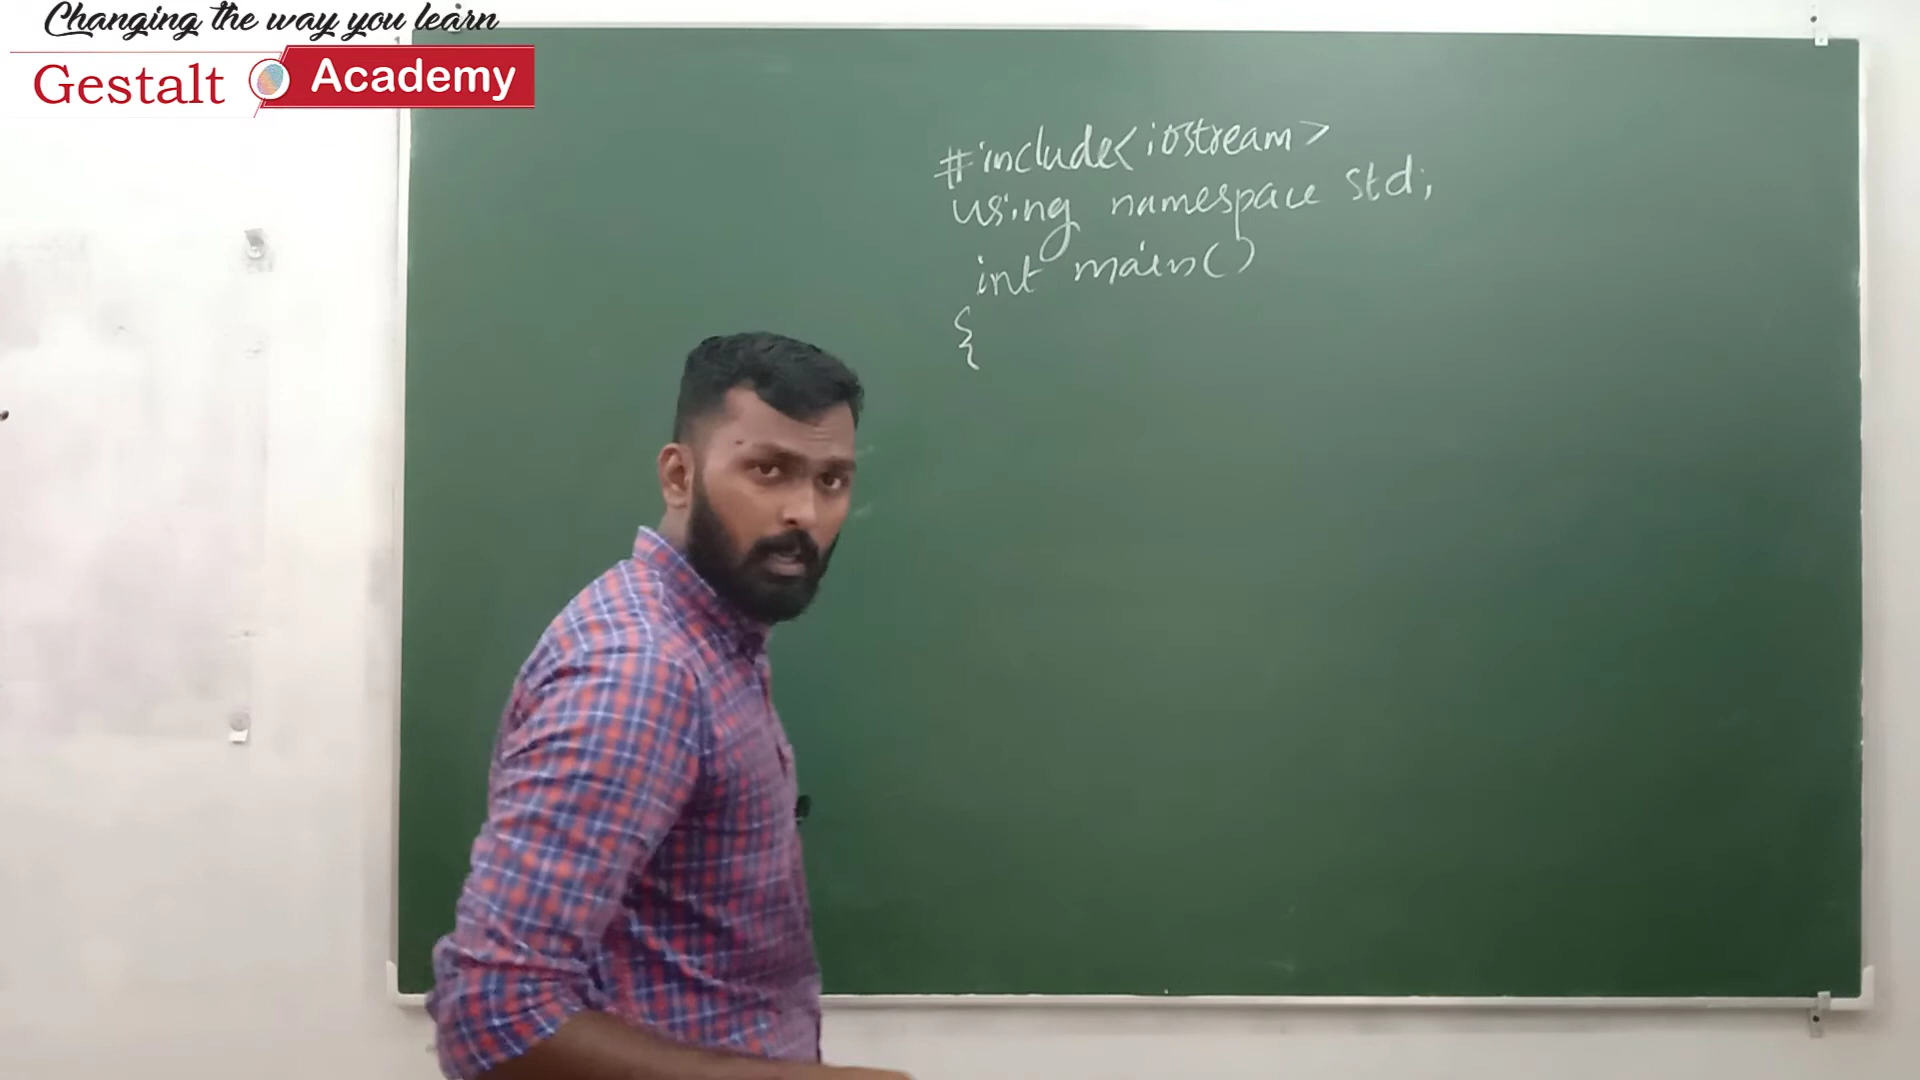 Changing the way you learn
Gestalt Academy
#include<iostream>
using namespace std;
int main()
{